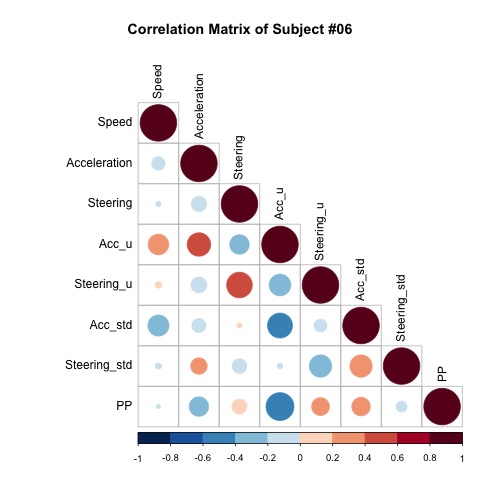 Correlation Matrix of Subject #06
Speed
Acceleration
Steering
Acc_u
Steering_u
Acc_std
Steering_std
PP
Speed
Acceleration
Steering
Acc_u
Steering_u
Acc_std
Steering_std
PP
-1 -0.8 -0.6 -0.4 -0.2 0 0.2 0.4 0.6 0.8 1